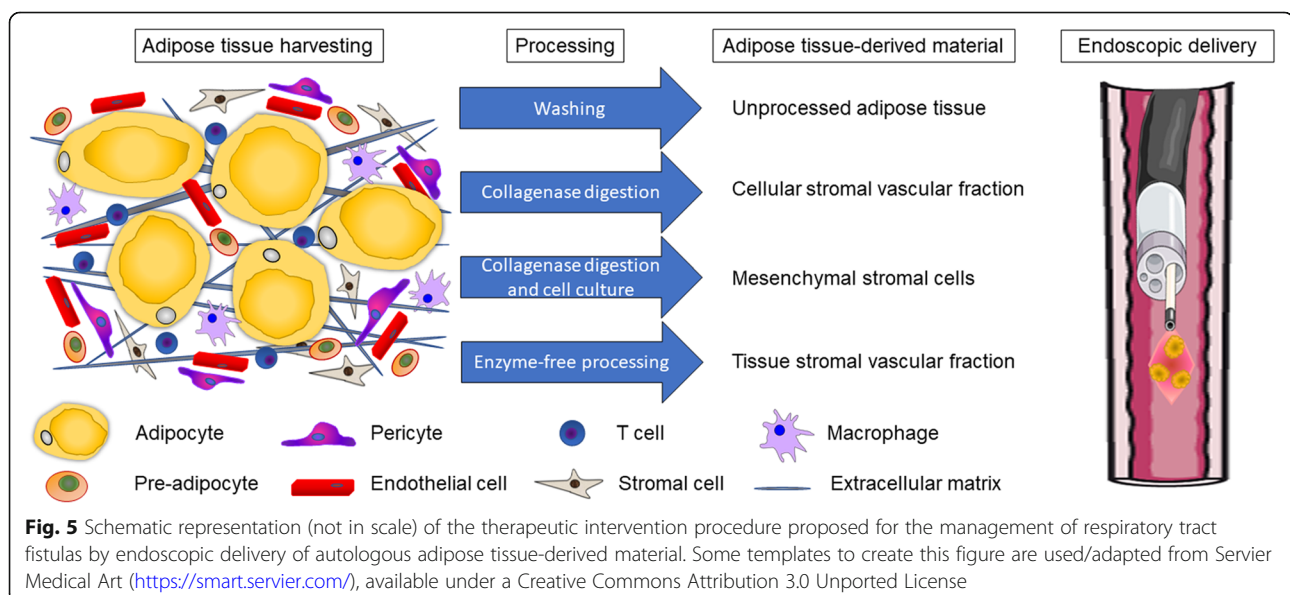 Adipose tissue harvesting
Processing
Adipose tissue-derived material
Endoscopic delivery
Washing
Unprocessed adipose tissue
Collagenase digestion
Cellular stromal vascular fraction
Collagenase digestion
and cell culture
Mesenchymal stromal cells
Enzyme-free processing
Tissue stromal vascular fraction
Adipocyte
Pericyte
T cell
Macrophage
Pre-adipocyte
Endothelial cell
Stromal cell
Extracellular matrix
Fig. 5 Schematic representation (not in scale) of the therapeutic intervention procedure proposed for the management of respiratory tract
fistulas by endoscopic delivery of autologous adipose tissue-derived material. Some templates to create this figure are used/adapted from Servier
Medical Art (https://smart.servier.com/), available under a Creative Commons Attribution 3.0 Unported License